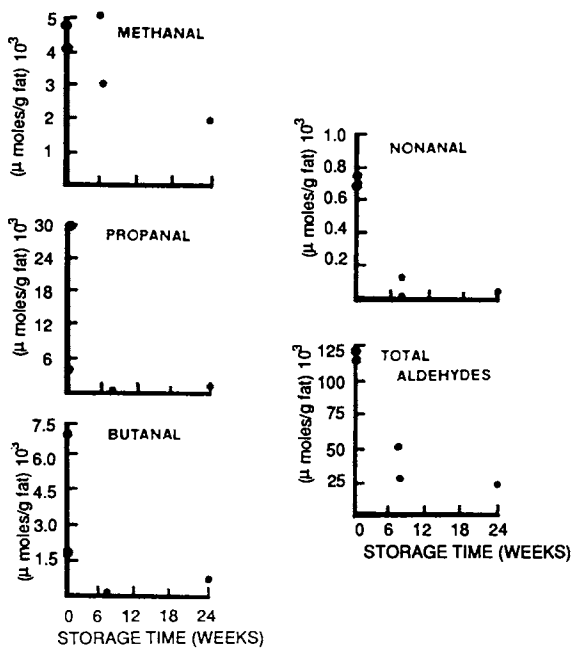 METHANAL
(μ moles/g fat) 10³
5
4
3
2
1
PROPANAL
(μ moles/g fat) 10³
30
24
18
12
6
BUTANAL
(μ moles/g fat) 10³
7.5
6.0
4.5
3.0
1.5
0 6 12 18 24
STORAGE TIME (WEEKS)
NONANAL
(μ moles/g fat) 10³
1.0
0.8
0.6
0.4
0.2
TOTAL
ALDEHYDES
(μ moles/g fat) 10³
125
100
75
50
25
0 6 12 18 24
STORAGE TIME (WEEKS)